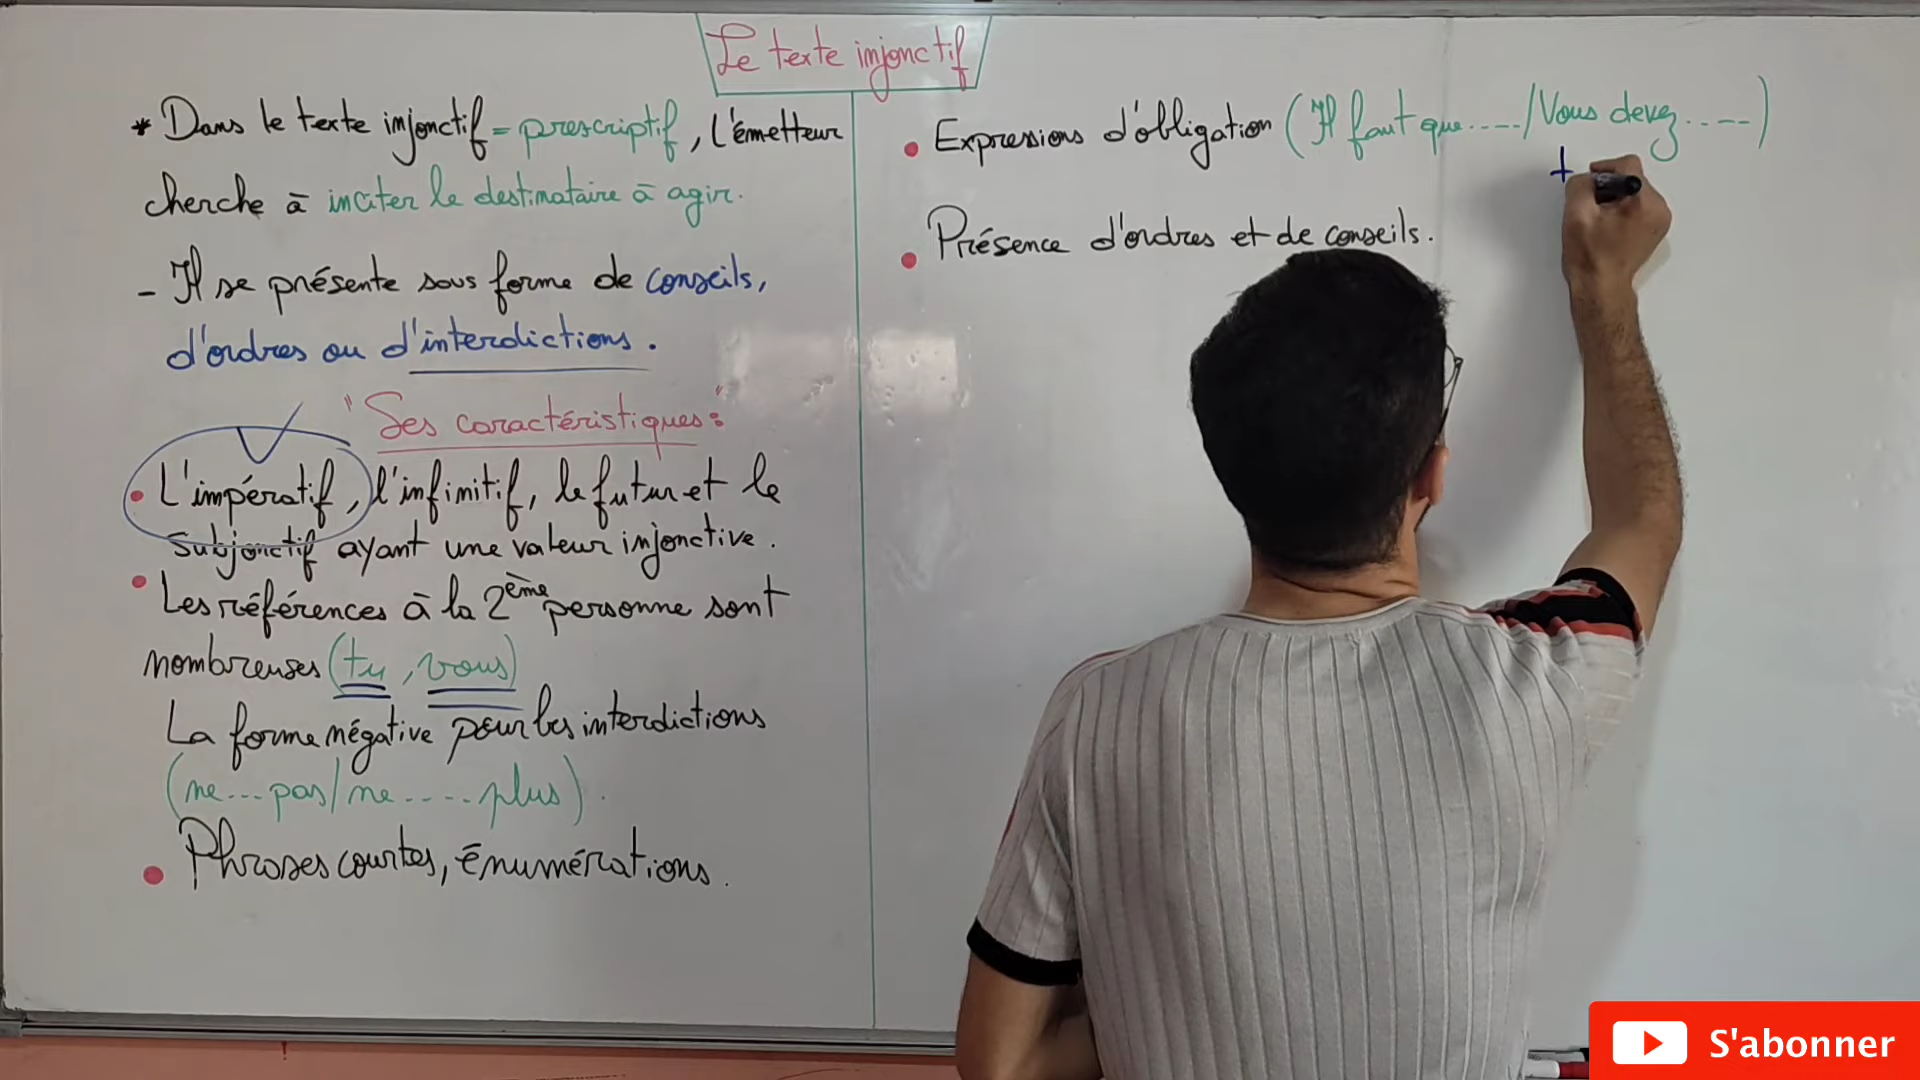 Le texte injonctif
* Dans le texte injonctif = prescriptif, l'émetteur
cherche à inciter le destinataire à agir.
- Il se présente sous forme de conseils,
d'ordres ou d'interdictions.
"Ses caractéristiques:"
• L'impératif, l'infinitif, le futur et le
subjonctif ayant une valeur injonctive.
• Les références à la 2ème personne sont
nombreuses (tu, vous)
La forme négative pour les interdictions
(ne...pas/ne.....plus).
• Phrases courtes, énumérations.
• Expressions d'obligation (Il faut que...../Vous devez.....)
+
• Présence d'ordres et de conseils.
S'abonner